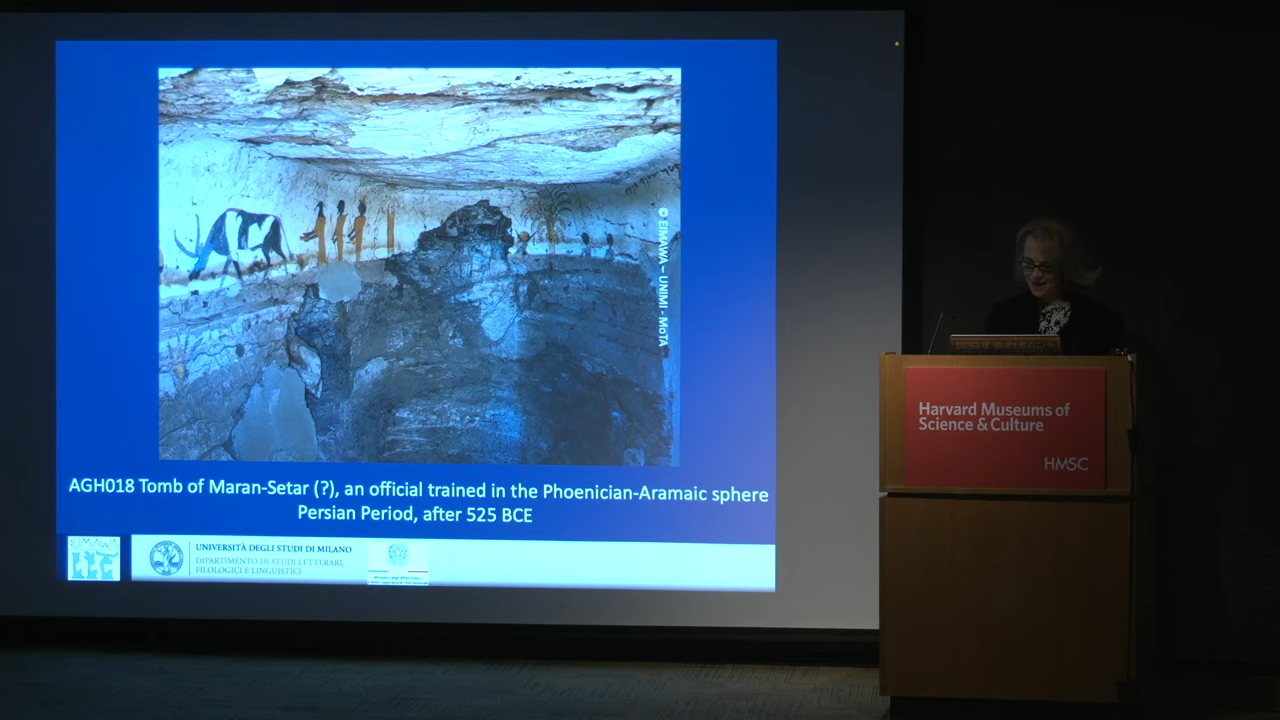 © EIMAWA – UNIMI - MoTA
AGH018 Tomb of Maran-Setar (?), an official trained in the Phoenician-Aramaic sphere
Persian Period, after 525 BCE
EIMAWA
UNIVERSITÀ DEGLI STUDI DI MILANO
DIPARTIMENTO DI STUDI LETTERARI,
FILOLOGICI E LINGUISTICI
Harvard Museums of
Science & Culture
HMSC